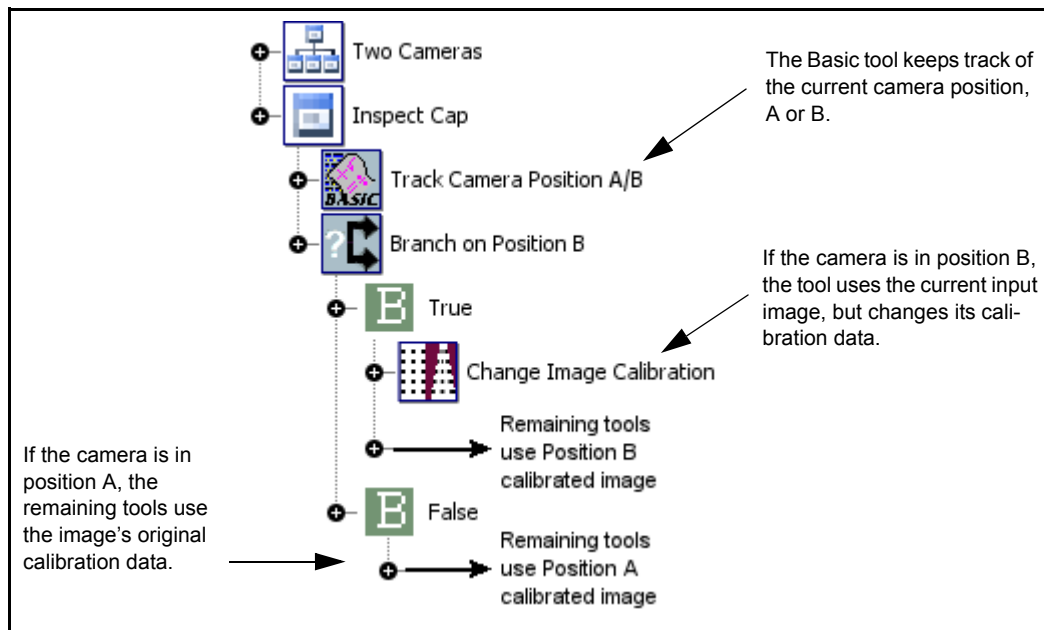 Two Cameras
The Basic tool keeps track of
the current camera position,
A or B.
Inspect Cap
BASIC
Track Camera Position A/B
?
Branch on Position B
If the camera is in position B,
the tool uses the current input
image, but changes its cali-
bration data.
B
True
Change Image Calibration
Remaining tools
use Position B
calibrated image
If the camera is in
position A, the
remaining tools use
the image’s original
calibration data.
B
False
Remaining tools
use Position A
calibrated image